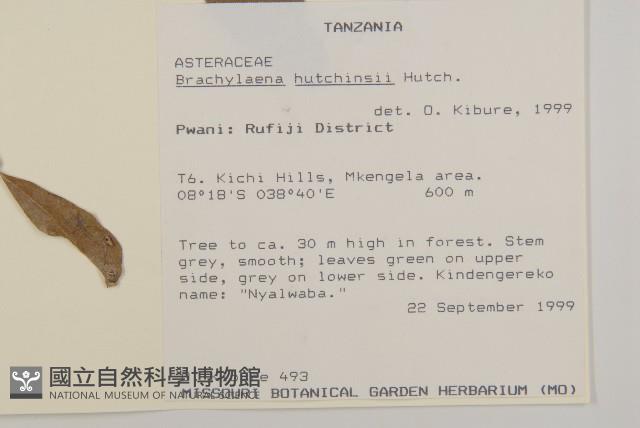 TANZANIA
ASTERACEAE
Brachylaena hutchinsii Hutch.
det. O. Kibure, 1999
Pwani: Rufiji District
T6. Kichi Hills, Mkengela area.
08°18'S 038°40'E 600 m
Tree to ca. 30 m high in forest. Stem
grey, smooth; leaves green on upper
side, grey on lower side. Kindengereko
name: "Nyalwaba."
22 September 1999
493
MISSOURI BOTANICAL GARDEN HERBARIUM (MO)
國立自然科學博物館
NATIONAL MUSEUM OF NATURAL SCIENCE